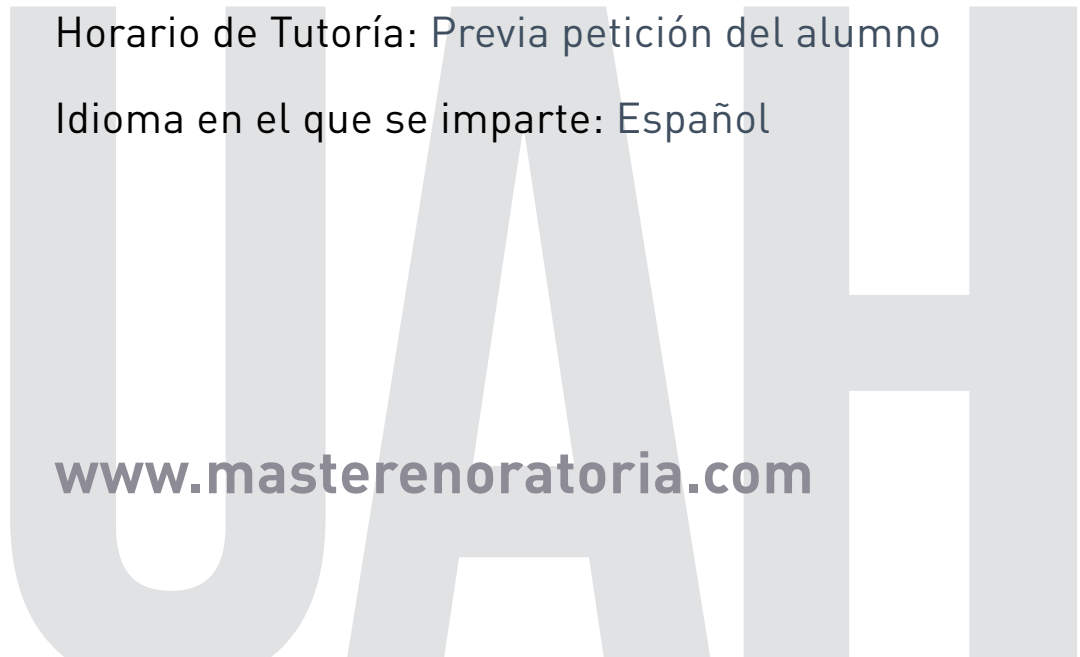 Horario de Tutoría: Previa petición del alumno
Idioma en el que se imparte: Español
www.masterenoratoria.com
UAH